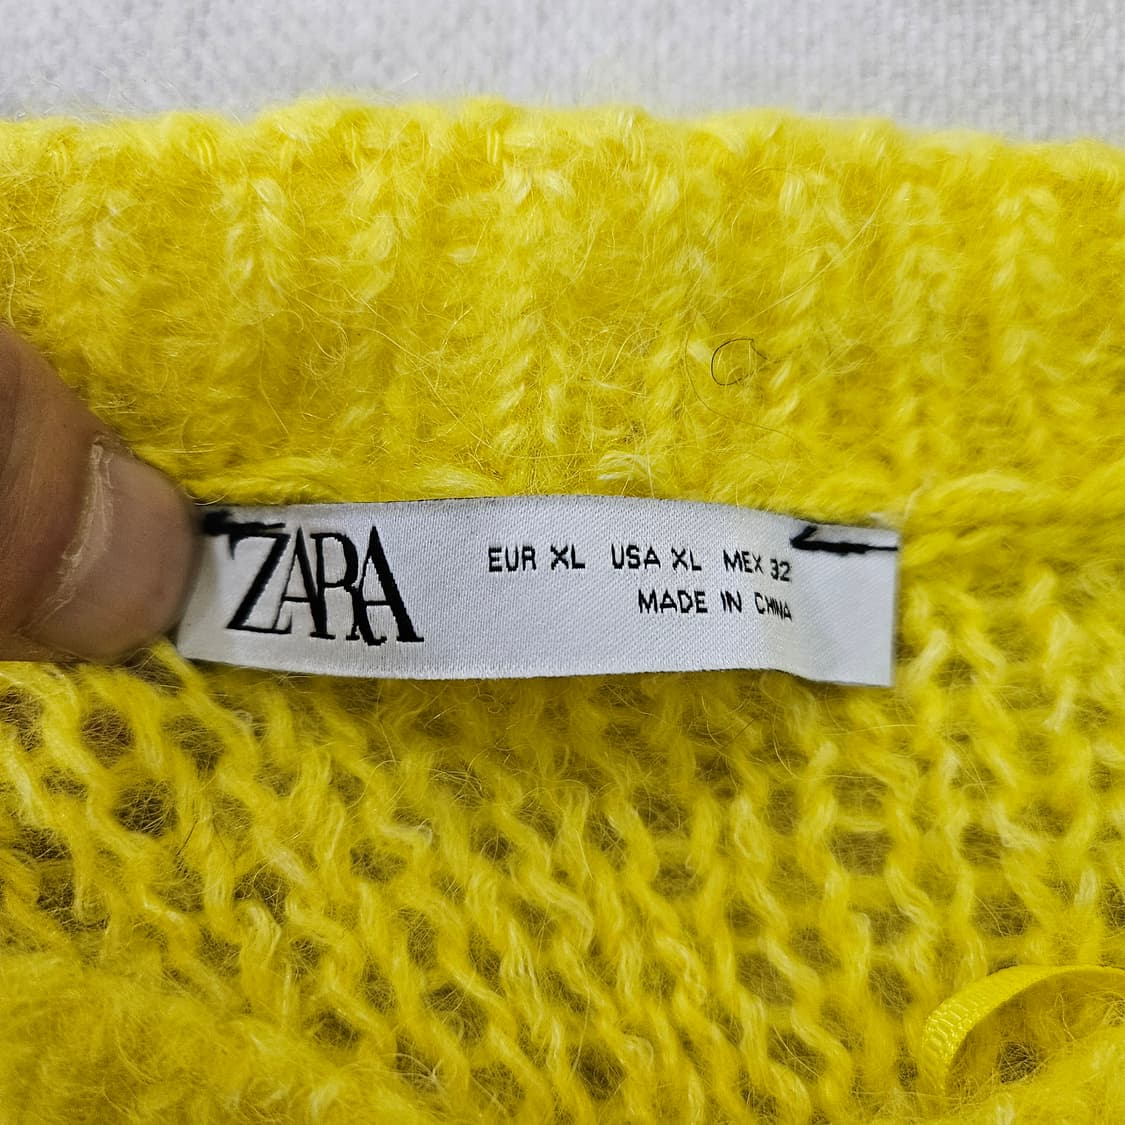 ZARA
EUR XL USA XL MEX 32
MADE IN CHINA